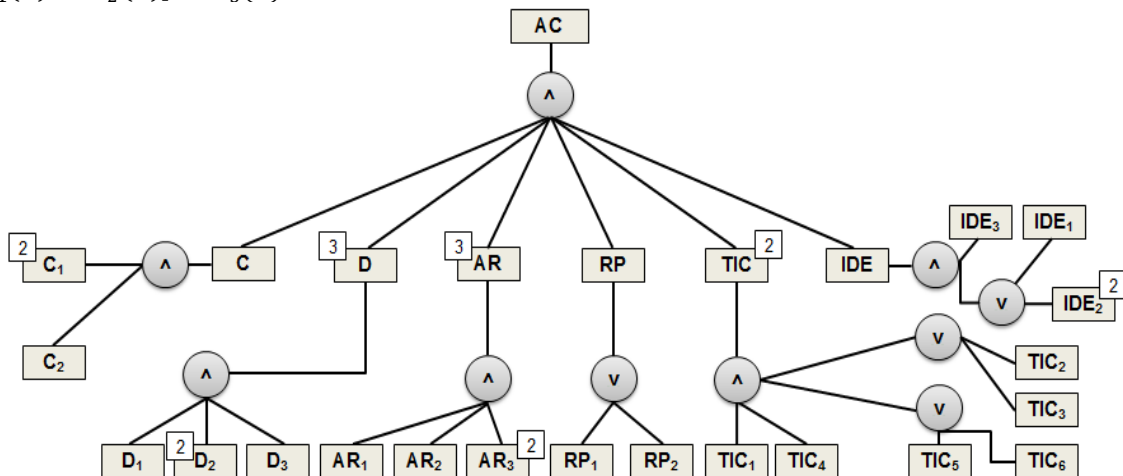 AC
ʌ
IDE₃ IDE₁
2 C₁ ʌ C 3 D 3 AR RP TIC 2 IDE ʌ
v IDE₂ 2
C₂ ʌ ʌ v ʌ v TIC₂
v TIC₃
D₁ 2 D₂ D₃ AR₁ AR₂ AR₃ 2 RP₁ RP₂ TIC₁ TIC₄ TIC₅ TIC₆